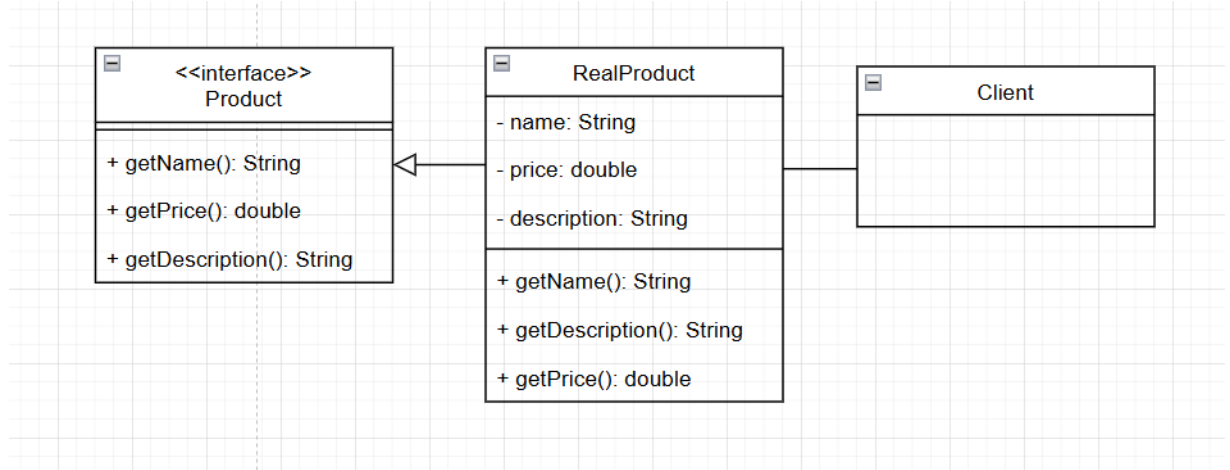 <<interface>>
Product
+ getName(): String
+ getPrice(): double
+ getDescription(): String
RealProduct
- name: String
- price: double
- description: String
+ getName(): String
+ getDescription(): String
+ getPrice(): double
Client